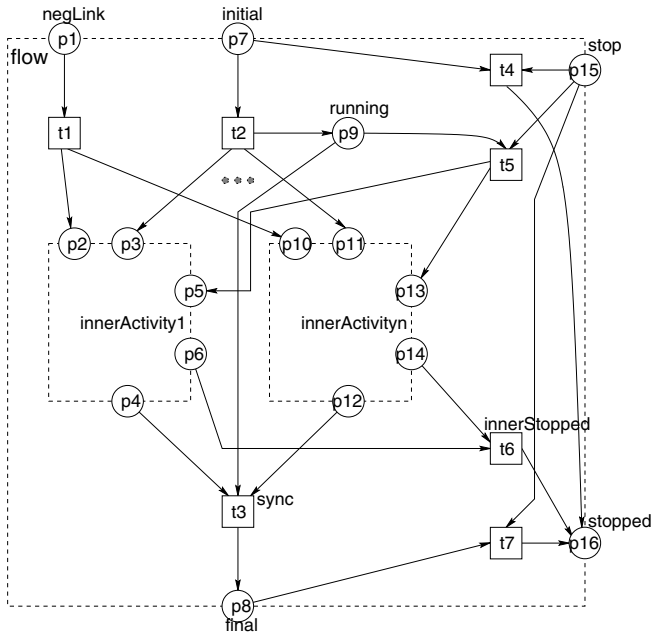 negLink
initial
p1
p7
stop
flow
t4
p15
running
t1
t2
p9
t5
p2
p3
p10
p11
p5
p13
innerActivity1
innerActivityn
p6
p14
p4
p12
innerStopped
t6
sync
t3
stopped
t7
p16
p8
final